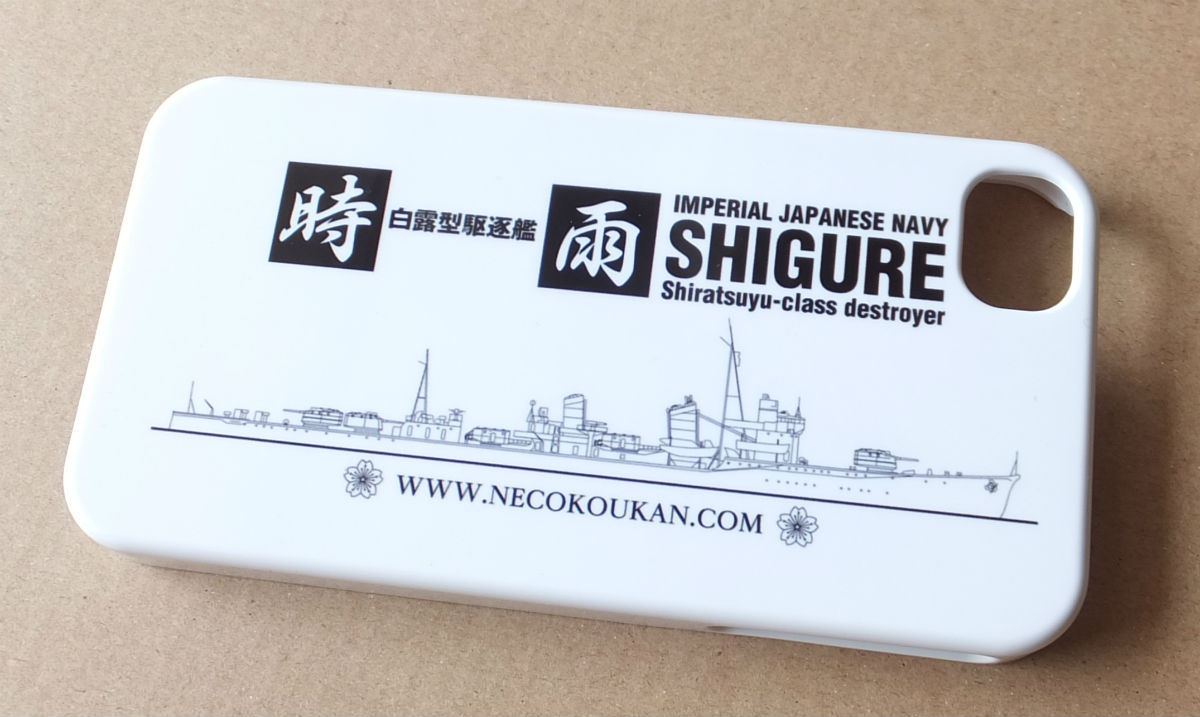 時 白露型駆逐艦 雨
IMPERIAL JAPANESE NAVY
SHIGURE
Shiratsuyu-class destroyer
WWW.NECOKOUKAN.COM